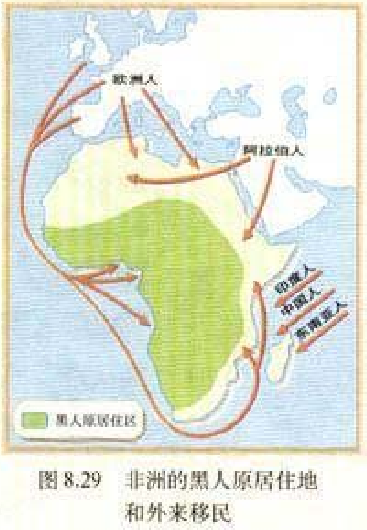 欧洲人
阿拉伯人
印度人
中国人
东南亚人
黑人原居住区
图 8.29 非洲的黑人原居住地
和外来移民